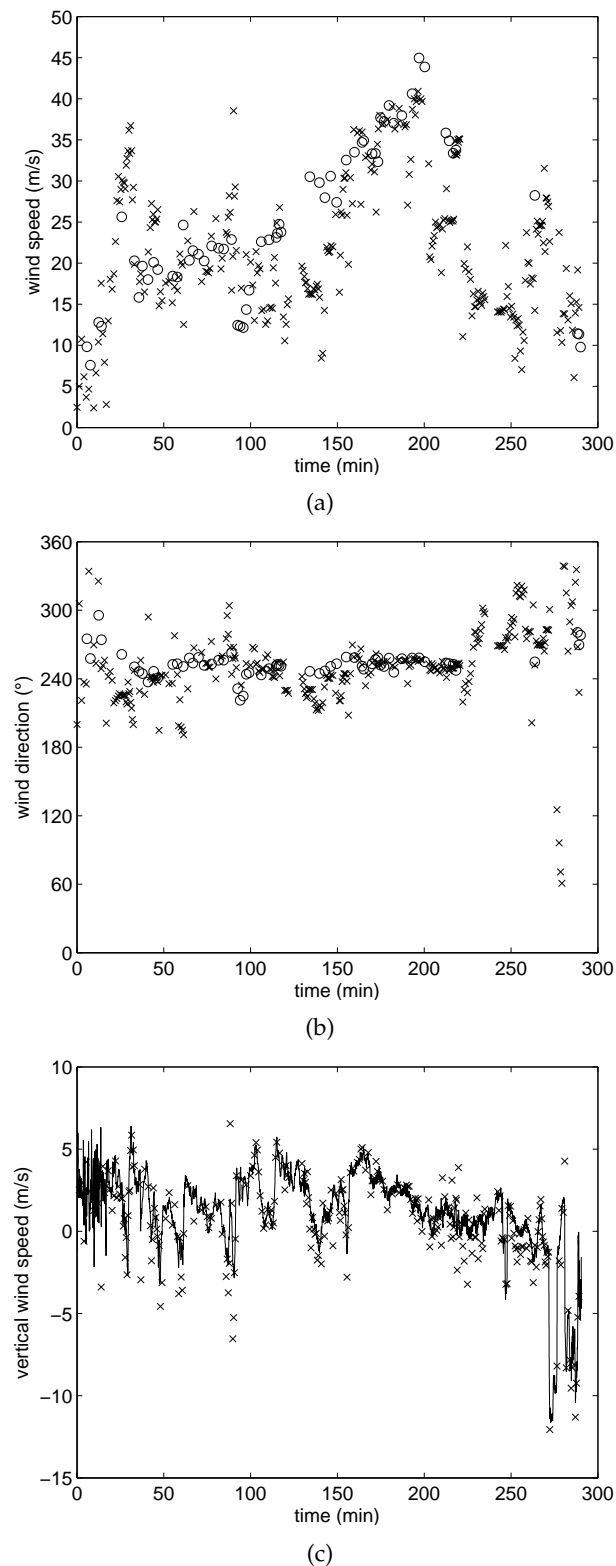 50
45
40
35
30
25
20
15
10
5
0
wind speed (m/s)
0 50 100 150 200 250 300
time (min)
(a)
360
300
240
180
120
60
0
wind direction (°)
0 50 100 150 200 250 300
time (min)
(b)
10
5
0
−5
−10
−15
vertical wind speed (m/s)
0 50 100 150 200 250 300
time (min)
(c)